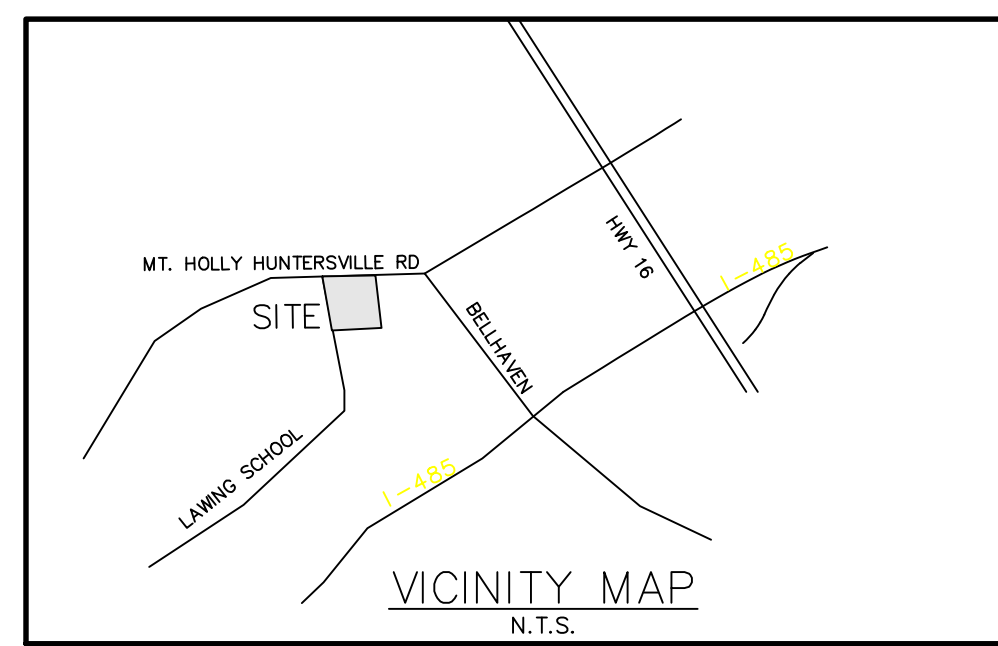 HWY 16
I-485
MT. HOLLY HUNTERSVILLE RD
SITE
BELLHAVEN
LAWING SCHOOL
I-485
VICINITY MAP
N.T.S.